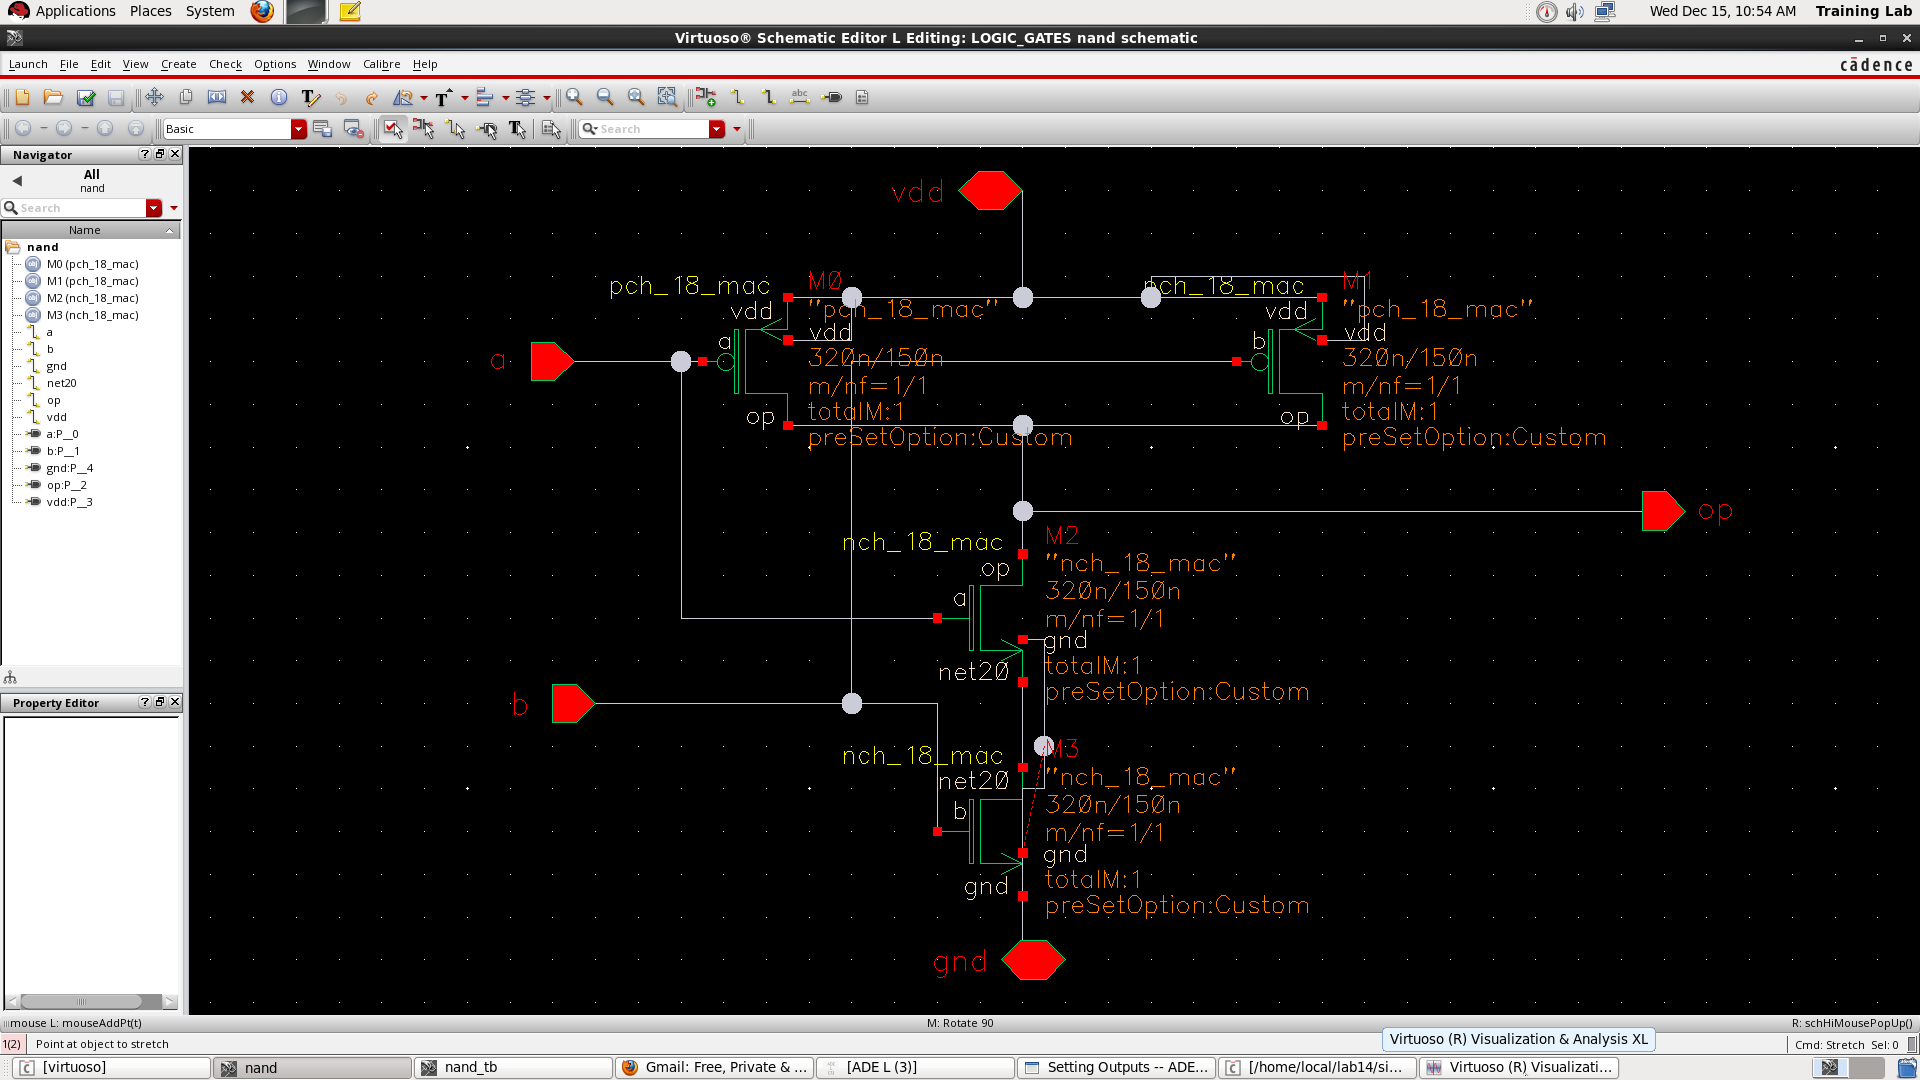 Applications Places System Wed Dec 15, 10:54 AM Training Lab
Virtuoso® Schematic Editor L Editing: LOGIC_GATES nand schematic
Launch File Edit View Create Check Options Window Calibre Help cādence
abc
Basic Search
Navigator
All
nand
Search
Name
nand
M0 (pch_18_mac)
M1 (pch_18_mac)
M2 (nch_18_mac)
M3 (nch_18_mac)
a
b
gnd
net20
op
vdd
a:P__0
b:P__1
gnd:P__4
op:P__2
vdd:P__3
Property Editor
vdd
pch_18_mac
M0
"pch_18_mac"
vdd
vdd
a
320n/150n
m/nf=1/1
totalM:1
op
preSetOption:Custom
pch_18_mac
M1
"pch_18_mac"
vdd
vdd
b
320n/150n
m/nf=1/1
totalM:1
op
preSetOption:Custom
a
op
nch_18_mac
M2
"nch_18_mac"
op
320n/150n
a
m/nf=1/1
gnd
totalM:1
net20
preSetOption:Custom
b
nch_18_mac
M3
"nch_18_mac"
net20
320n/150n
b
m/nf=1/1
gnd
totalM:1
gnd
preSetOption:Custom
gnd
mouse L: mouseAddPt(t) M: Rotate 90 R: schHiMousePopUp()
1(2) Point at object to stretch Cmd: Stretch Sel: 0
Virtuoso (R) Visualization & Analysis XL
[virtuoso] nand nand_tb Gmail: Free, Private & ... [ADE L (3)] Setting Outputs -- ADE... [/home/local/lab14/si... Virtuoso (R) Visualizati...